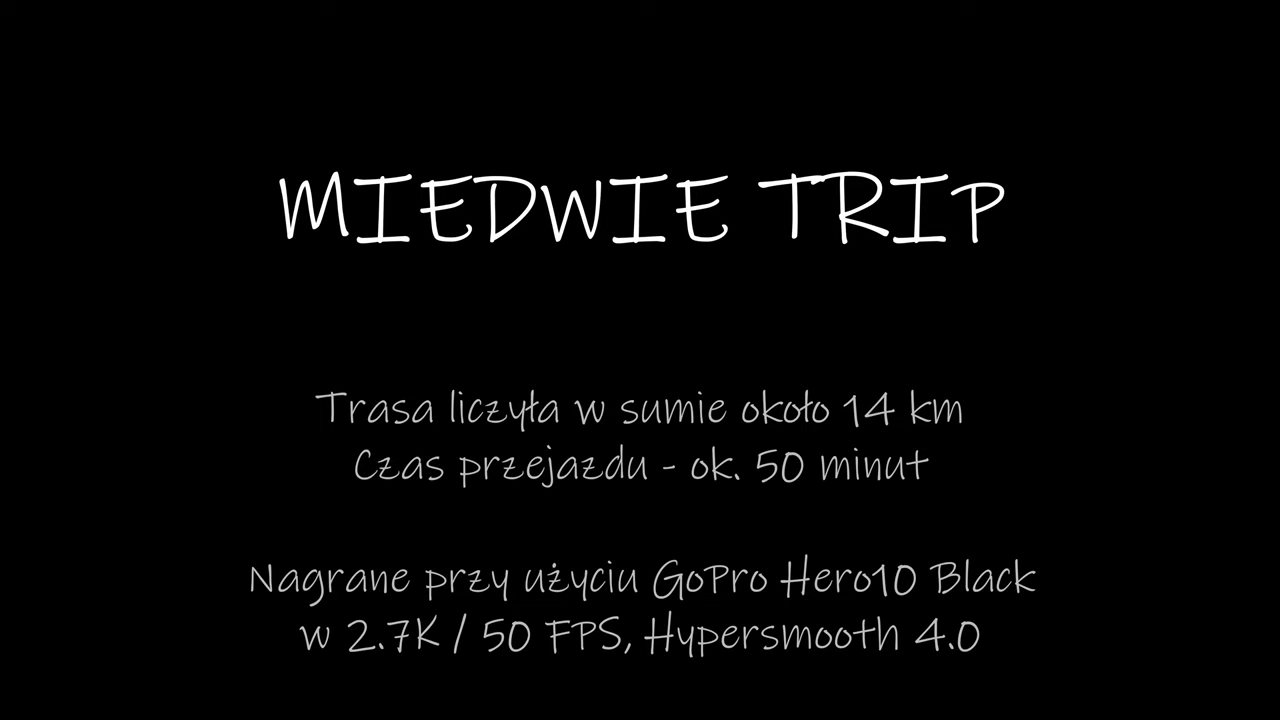 MIEDWIE TRIP
Trasa liczyła w sumie około 14 km
Czas przejazdu - ok. 50 minut
Nagrane przy użyciu GoPro Hero10 Black
w 2.7K / 50 FPS, Hypersmooth 4.0